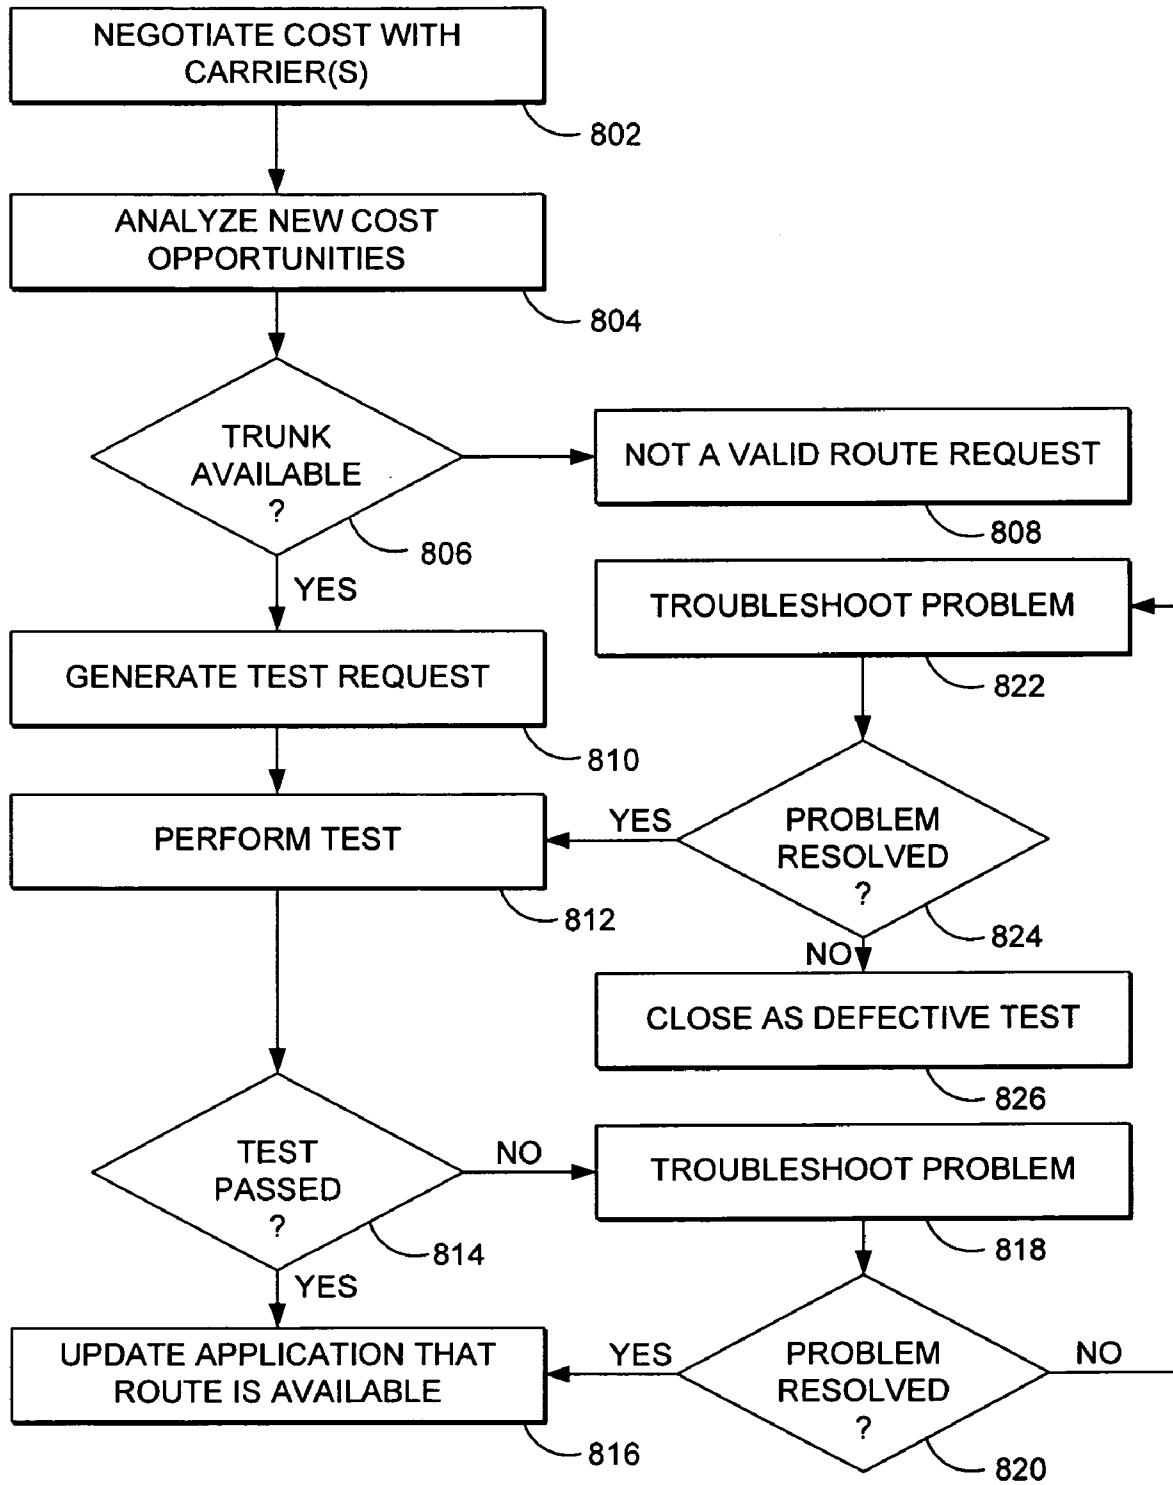 NEGOTIATE COST WITH
CARRIER(S)
802
ANALYZE NEW COST
OPPORTUNITIES
804
TRUNK
AVAILABLE
?
806
NOT A VALID ROUTE REQUEST
808
YES
TROUBLESHOOT PROBLEM
822
GENERATE TEST REQUEST
810
PERFORM TEST
812
YES
PROBLEM
RESOLVED
?
824
NO
CLOSE AS DEFECTIVE TEST
826
TEST
PASSED
?
814
NO
TROUBLESHOOT PROBLEM
818
YES
UPDATE APPLICATION THAT
ROUTE IS AVAILABLE
816
YES
PROBLEM
RESOLVED
?
820
NO